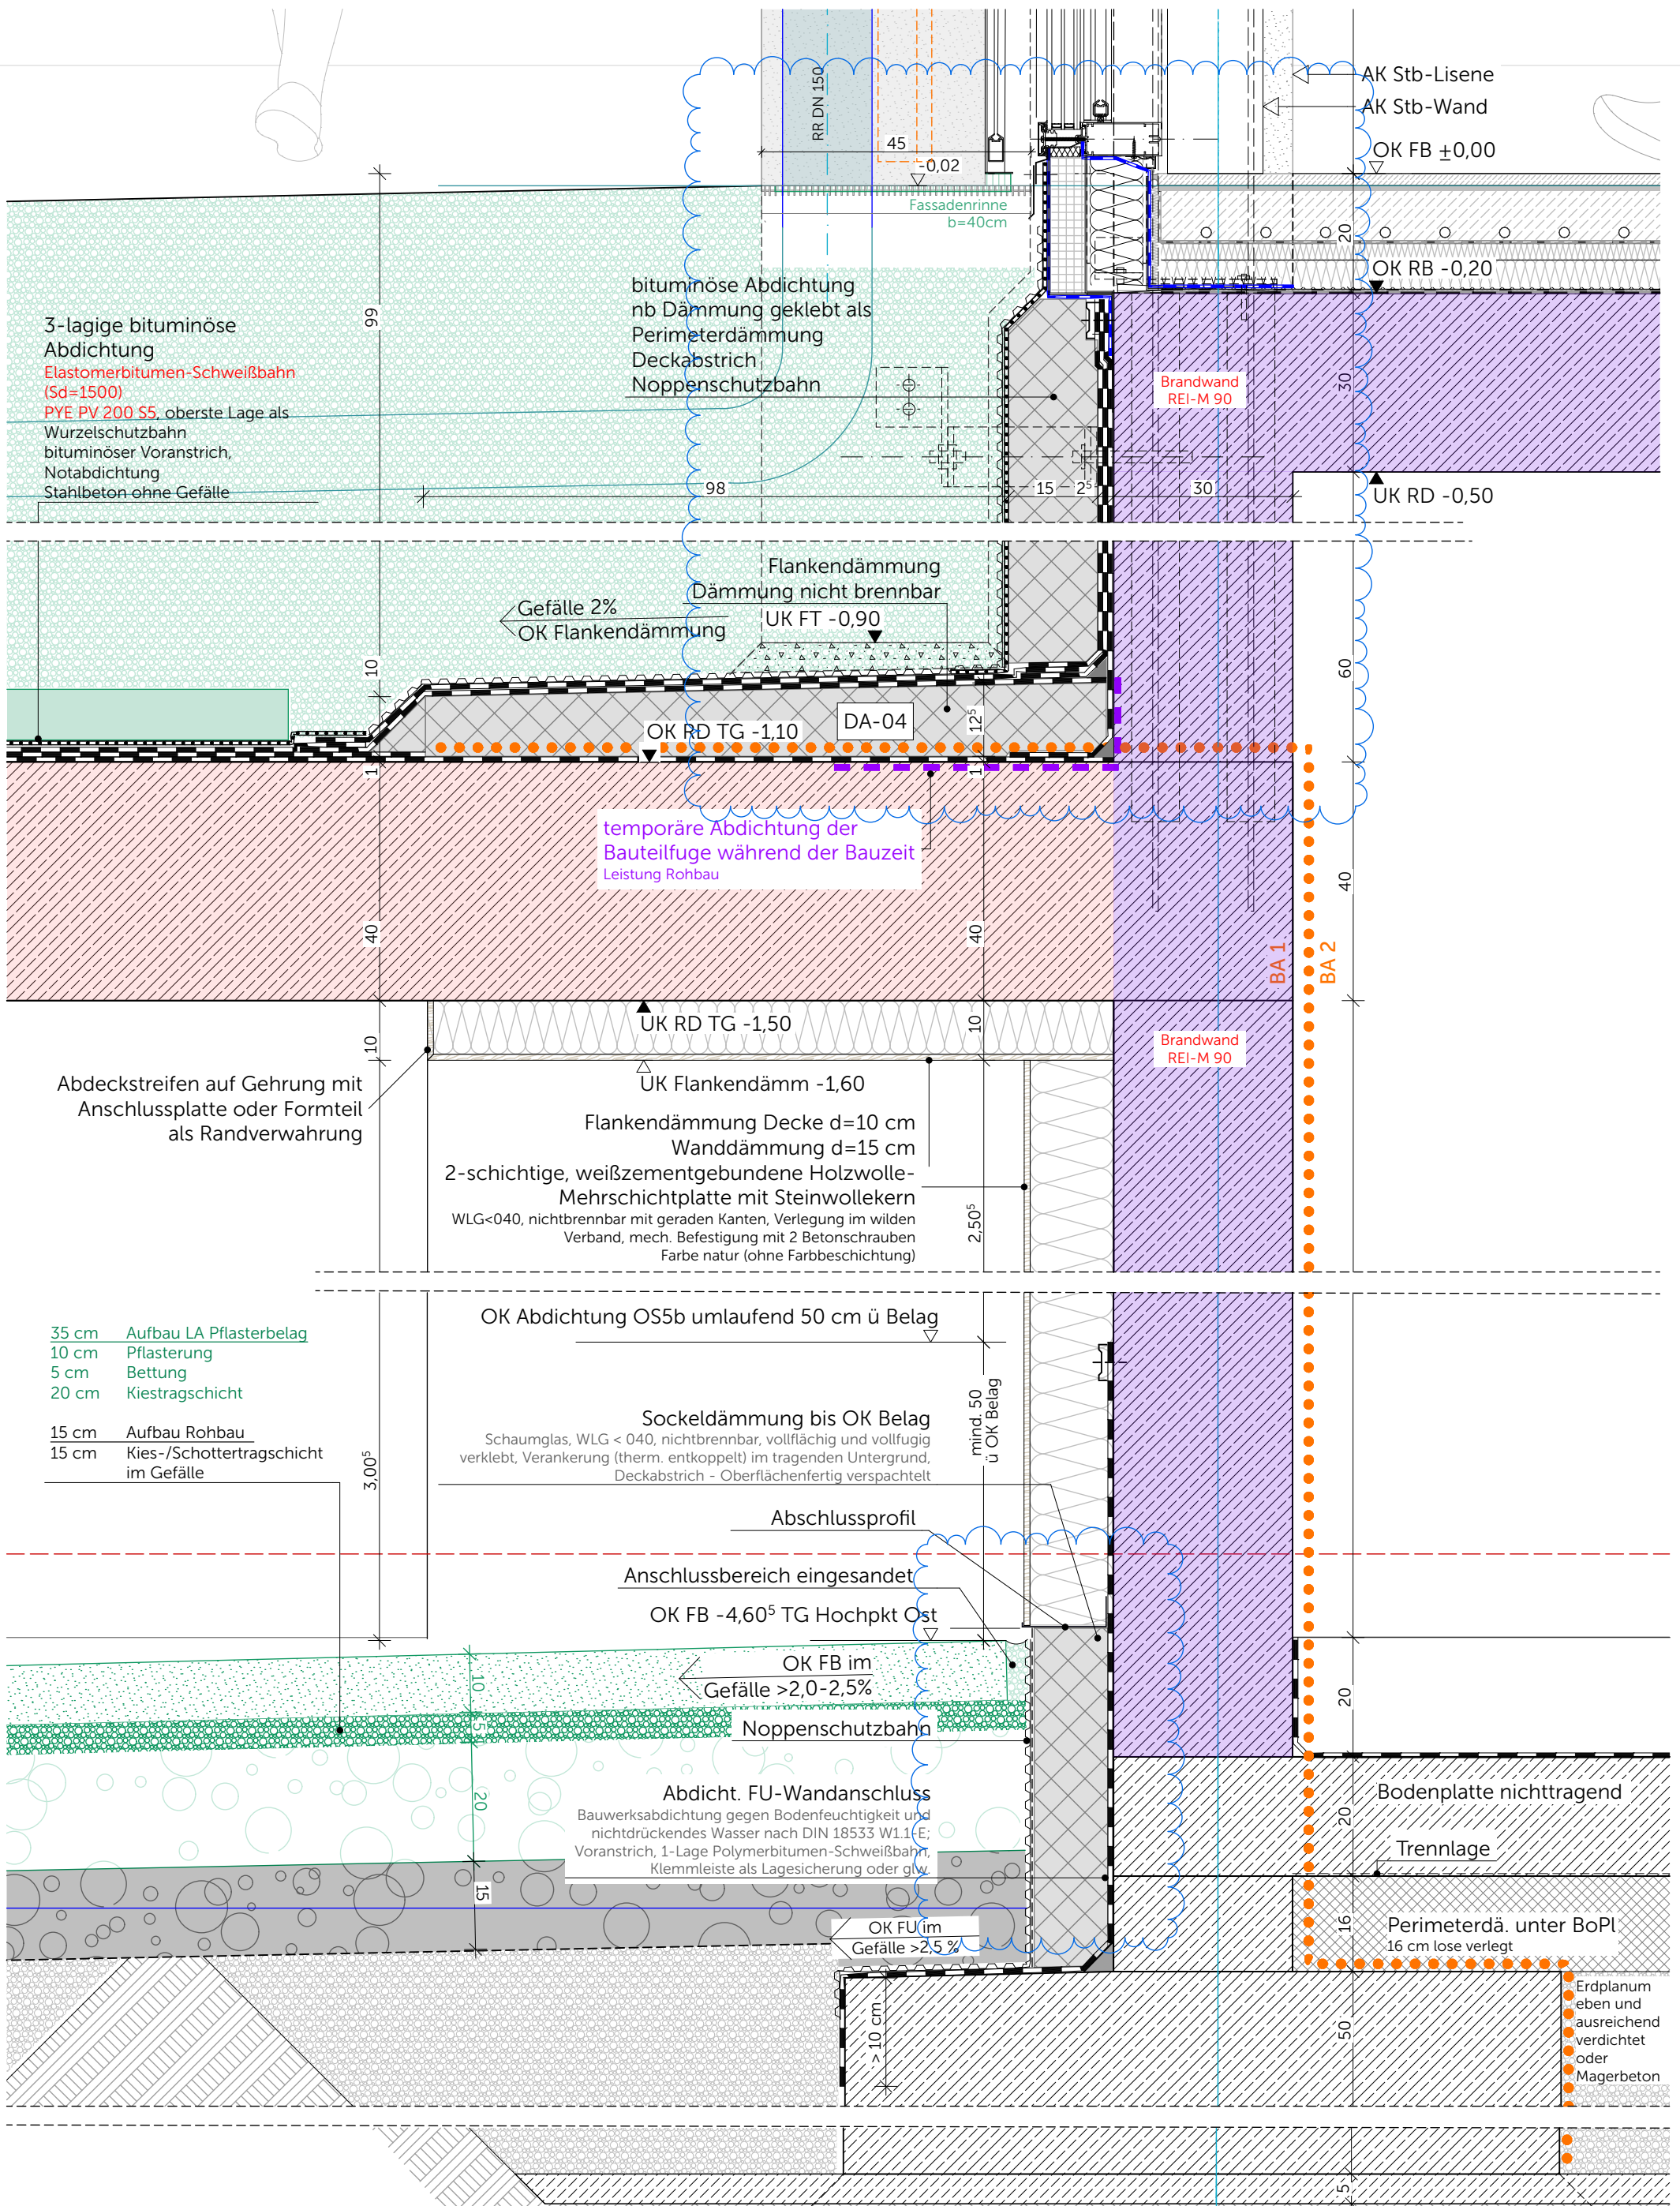 RR DN 150
AK Stb-Lisene
AK Stb-Wand
45
-0,02
OK FB ±0,00
Fassadenrinne
b=40cm
20
OK RB -0,20
bituminöse Abdichtung
nb Dämmung geklebt als
Perimeterdämmung
Deckabstrich
Noppenschutzbahn
99
3-lagige bituminöse
Abdichtung
Elastomerbitumen-Schweißbahn
(Sd=1500)
PYE PV 200 S5, oberste Lage als
Wurzelschutzbahn
bituminöser Voranstrich,
Notabdichtung
Stahlbeton ohne Gefälle
Brandwand
REI-M 90
30
98
15
2⁵
30
UK RD -0,50
Flankendämmung
Dämmung nicht brennbar
Gefälle 2%
OK Flankendämmung
UK FT -0,90
10
60
DA-04
12⁵
OK RD TG -1,10
1
1
temporäre Abdichtung der
Bauteilfuge während der Bauzeit
Leistung Rohbau
40
40
40
BA 1
BA 2
UK RD TG -1,50
10
10
Brandwand
REI-M 90
UK Flankendämm -1,60
Abdeckstreifen auf Gehrung mit
Anschlussplatte oder Formteil
als Randverwahrung
Flankendämmung Decke d=10 cm
Wanddämmung d=15 cm
2-schichtige, weißzementgebundene Holzwolle-
Mehrschichtplatte mit Steinwollekern
WLG<040, nichtbrennbar mit geraden Kanten, Verlegung im wilden
Verband, mech. Befestigung mit 2 Betonschrauben
Farbe natur (ohne Farbbeschichtung)
2,50⁵
OK Abdichtung OS5b umlaufend 50 cm ü Belag
35 cm Aufbau LA Pflasterbelag
10 cm Pflasterung
5 cm Bettung
20 cm Kiestragschicht
15 cm Aufbau Rohbau
15 cm Kies-/Schottertragschicht
im Gefälle
3,00⁵
mind. 50
ü OK Belag
Sockeldämmung bis OK Belag
Schaumglas, WLG < 040, nichtbrennbar, vollflächig und vollfugig
verklebt, Verankerung (therm. entkoppelt) im tragenden Untergrund,
Deckabstrich - Oberflächenfertig verspachtelt
Abschlussprofil
Anschlussbereich eingesandet
OK FB -4,60⁵ TG Hochpkt Ost
OK FB im
Gefälle >2,0-2,5%
10
5
20
15
20
Noppenschutzbahn
Abdicht. FU-Wandanschluss
Bauwerksabdichtung gegen Bodenfeuchtigkeit und
nichtdrückendes Wasser nach DIN 18533 W1.1-E;
Voranstrich, 1-Lage Polymerbitumen-Schweißbahn,
Klemmleiste als Lagesicherung oder glw.
Bodenplatte nichttragend
20
Trennlage
Perimeterdä. unter BoPl
16 cm lose verlegt
16
OK FU im
Gefälle >2,5 %
> 10 cm
50
Erdplanum
eben und
ausreichend
verdichtet
oder
Magerbeton
5